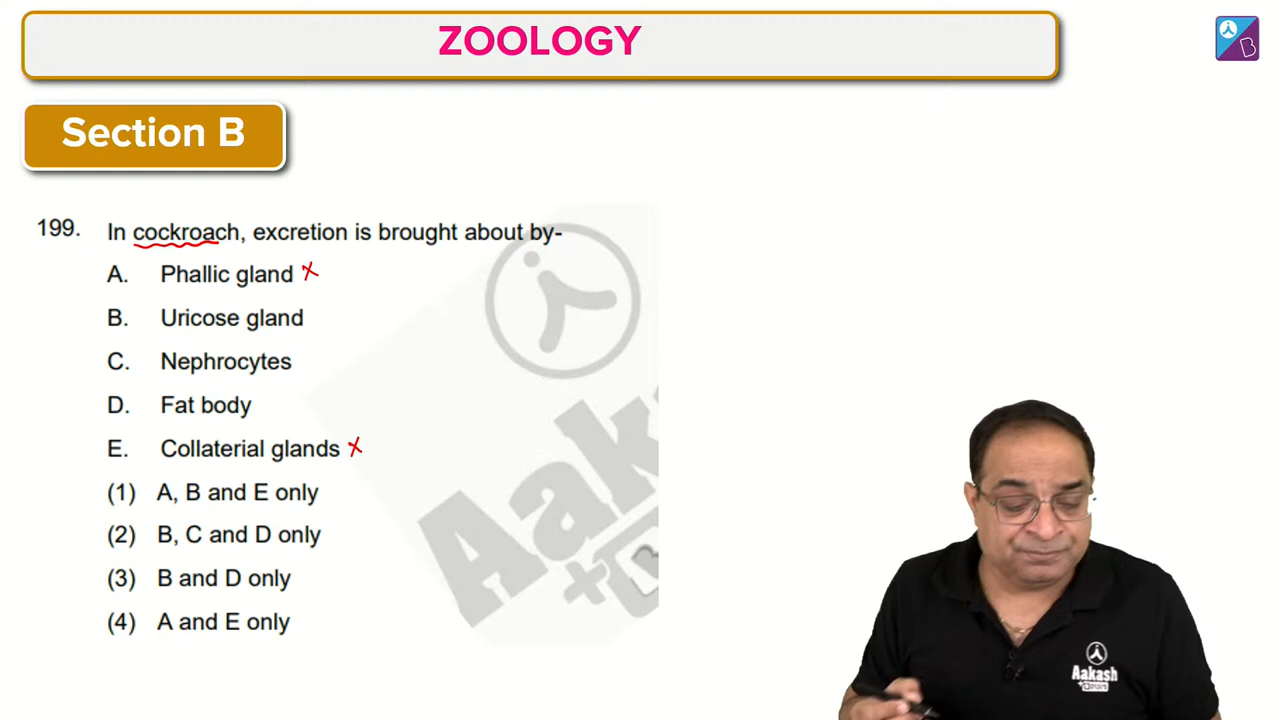 ZOOLOGY
Section B
199. In cockroach, excretion is brought about by-
A. Phallic gland
B. Uricose gland
C. Nephrocytes
D. Fat body
E. Collaterial glands
(1) A, B and E only
(2) B, C and D only
(3) B and D only
(4) A and E only
Aak
+B
Aakash